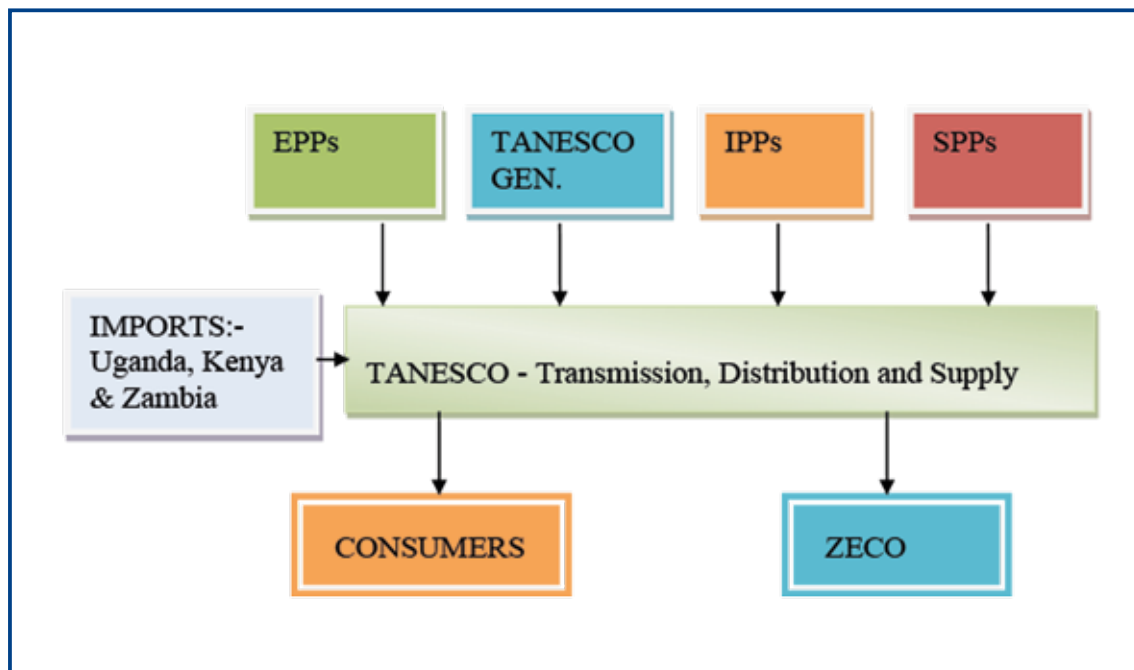 EPPs
TANESCO
GEN.
IPPs
SPPs
IMPORTS:-
Uganda, Kenya
& Zambia
TANESCO - Transmission, Distribution and Supply
CONSUMERS
ZECO